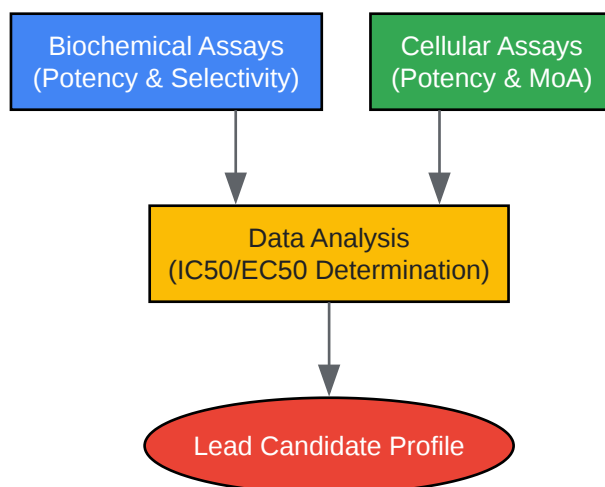 Biochemical Assays
(Potency & Selectivity)
Cellular Assays
(Potency & MoA)
Data Analysis
(IC50/EC50 Determination)
Lead Candidate Profile